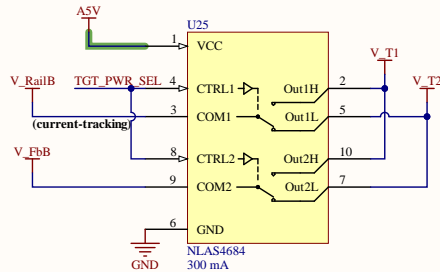 A5V
U25
1 VCC
V_RailB
TGT_PWR_SEL
4 CTRL1
Out1H 2
V_T1
V_T2
3 COM1
Out1L 5
(current-tracking)
V_FbB
8 CTRL2
Out2H 10
9 COM2
Out2L 7
6 GND
GND
NLAS4684
300 mA